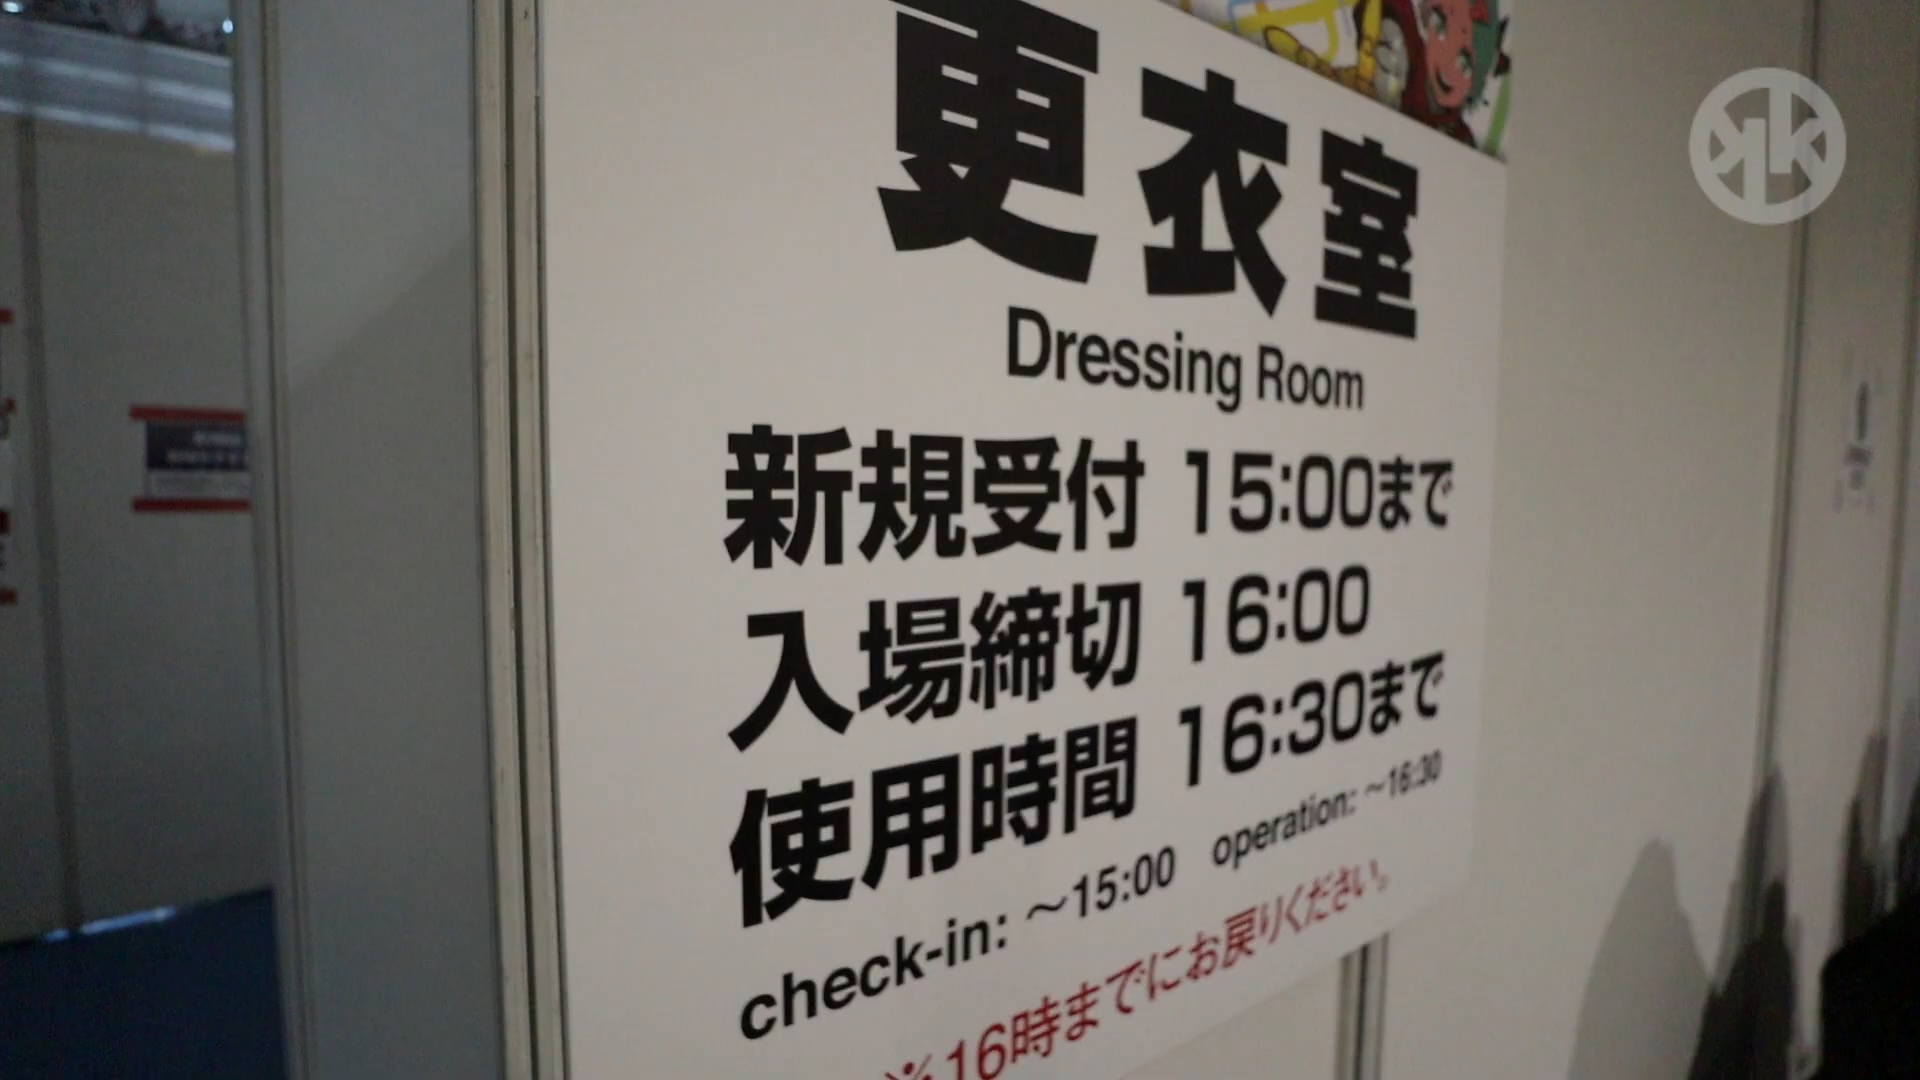 更衣室
Dressing Room
新規受付 15:00まで
入場締切 16:00
使用時間 16:30まで
check-in: ～15:00 operation: ～16:30
※16時までにお戻りください。